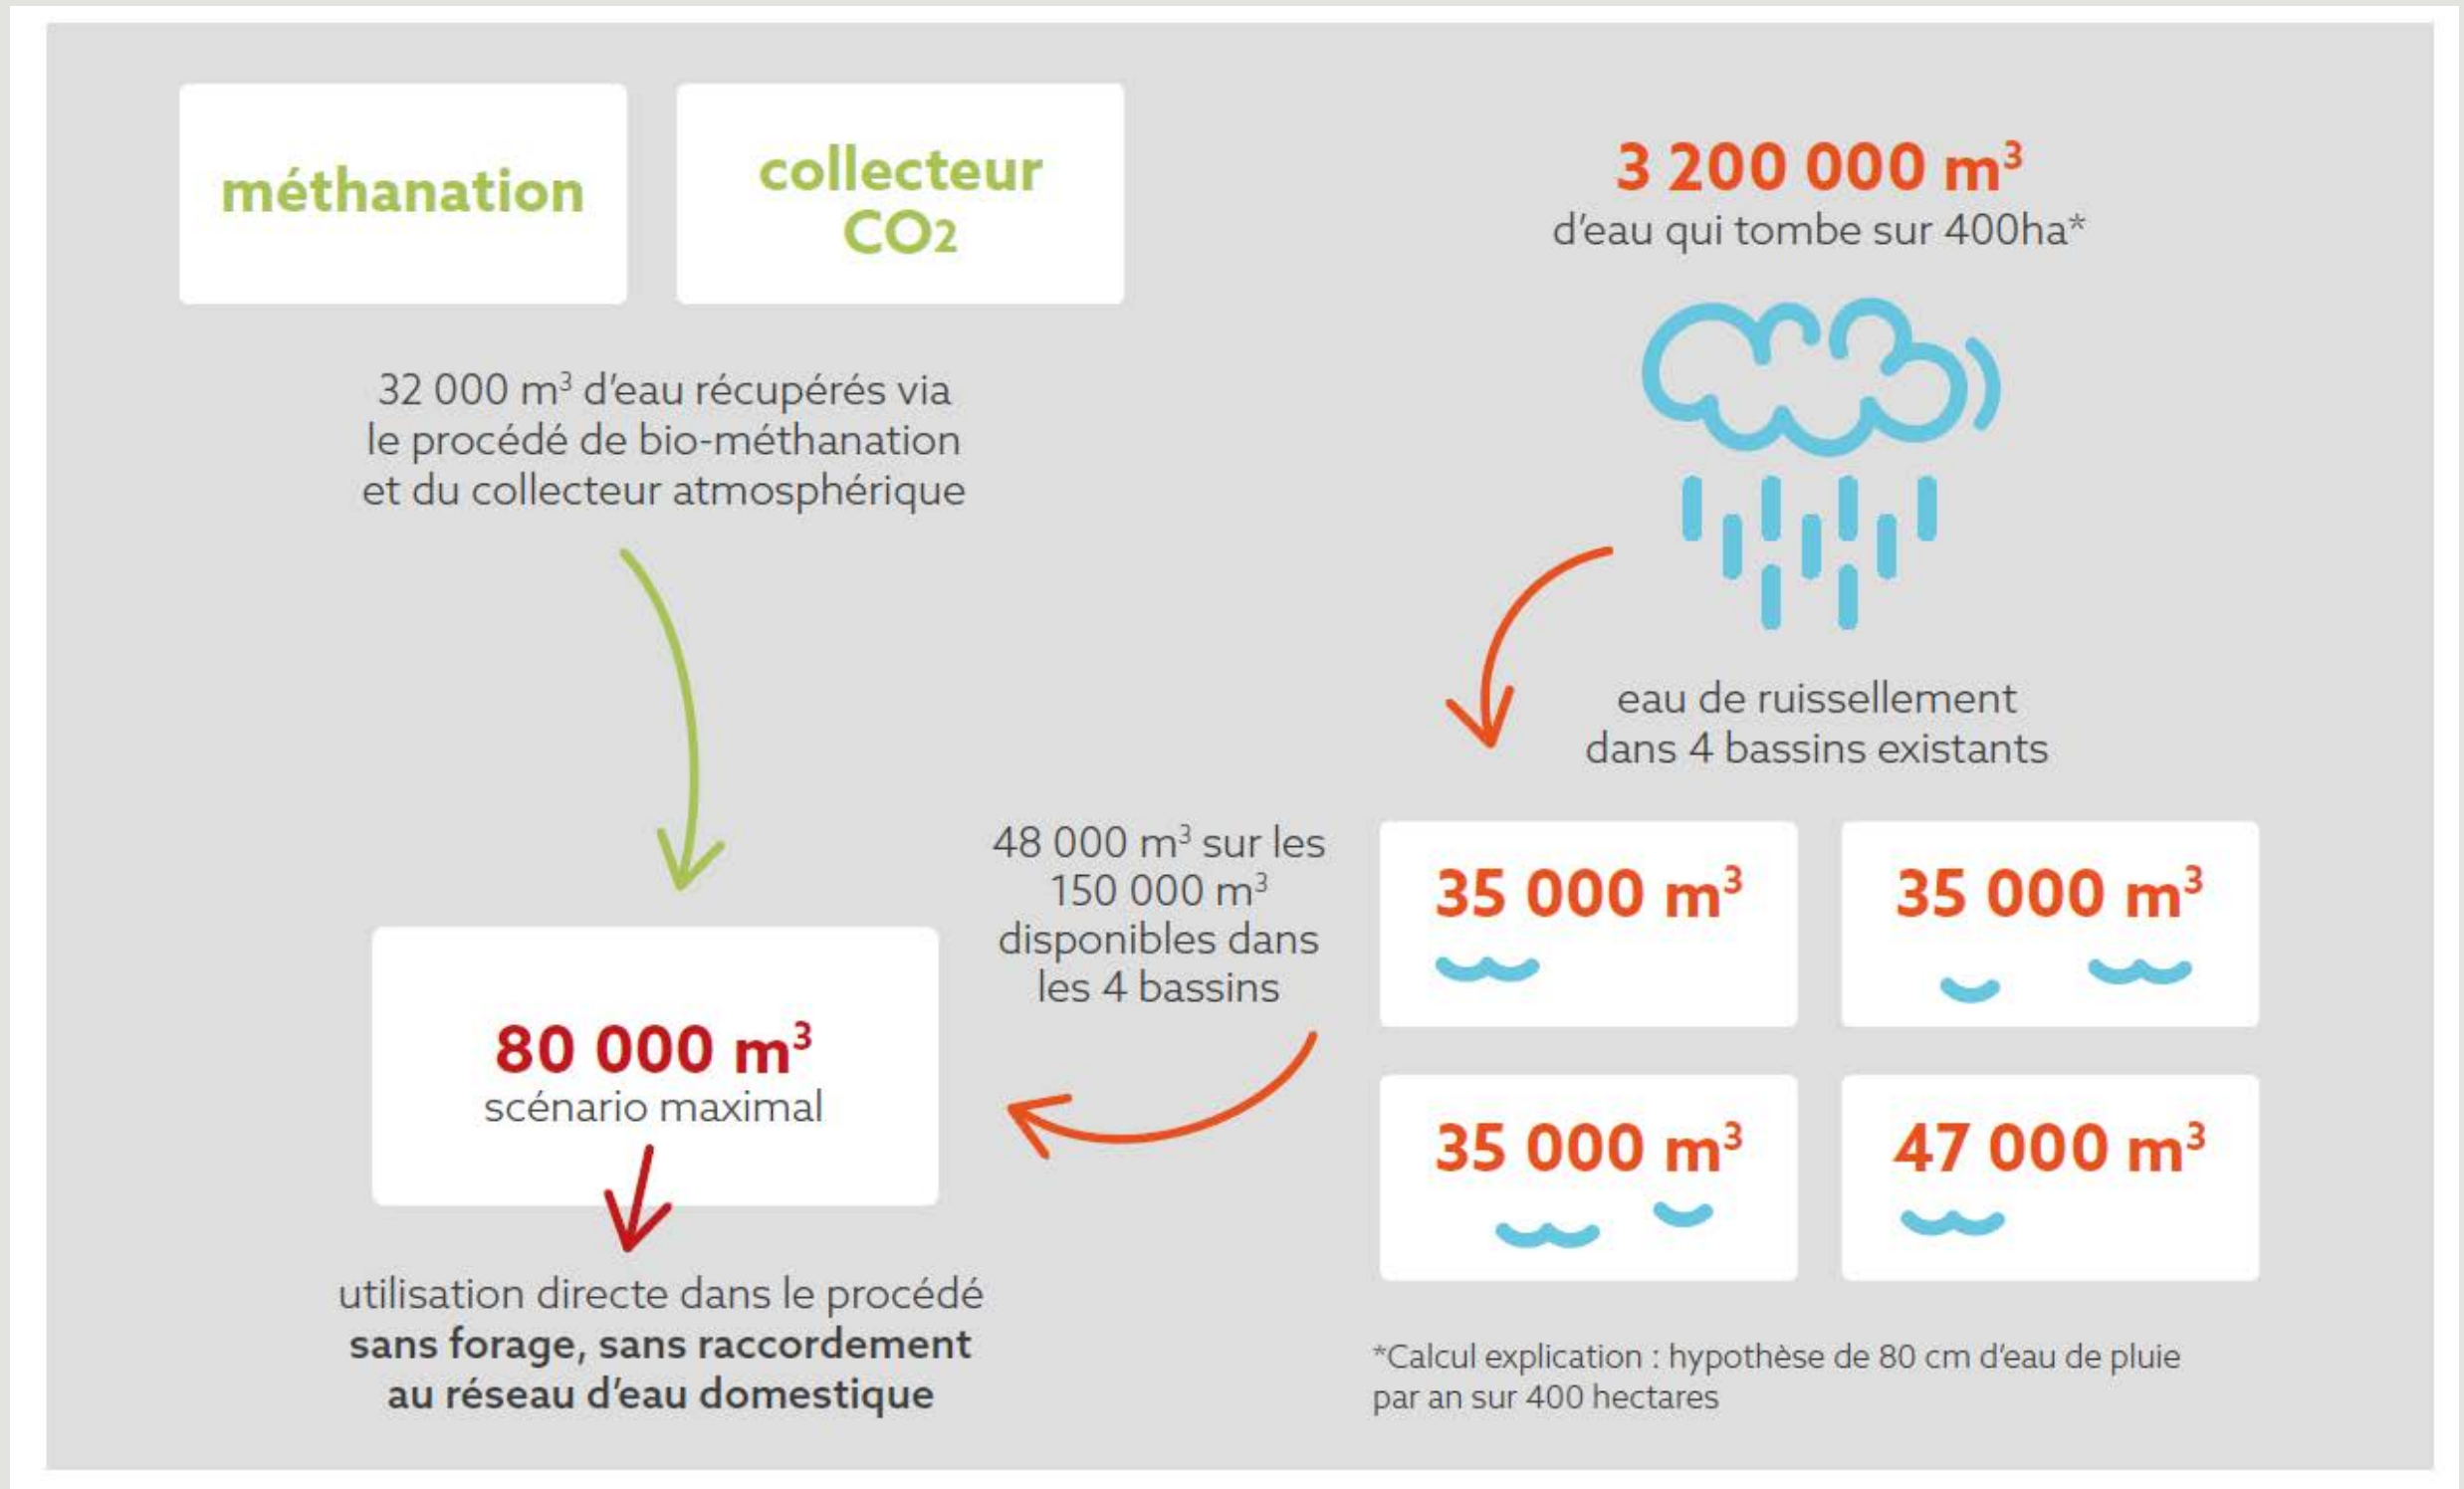 méthanation
collecteur
CO2
32 000 m³ d'eau récupérés via
le procédé de bio-méthanation
et du collecteur atmosphérique
3 200 000 m³
d'eau qui tombe sur 400ha*
eau de ruissellement
dans 4 bassins existants
35 000 m³
35 000 m³
35 000 m³
47 000 m³
48 000 m³ sur les
150 000 m³
disponibles dans
les 4 bassins
80 000 m³
scénario maximal
utilisation directe dans le procédé
sans forage, sans raccordement
au réseau d'eau domestique
*Calcul explication : hypothèse de 80 cm d'eau de pluie
par an sur 400 hectares